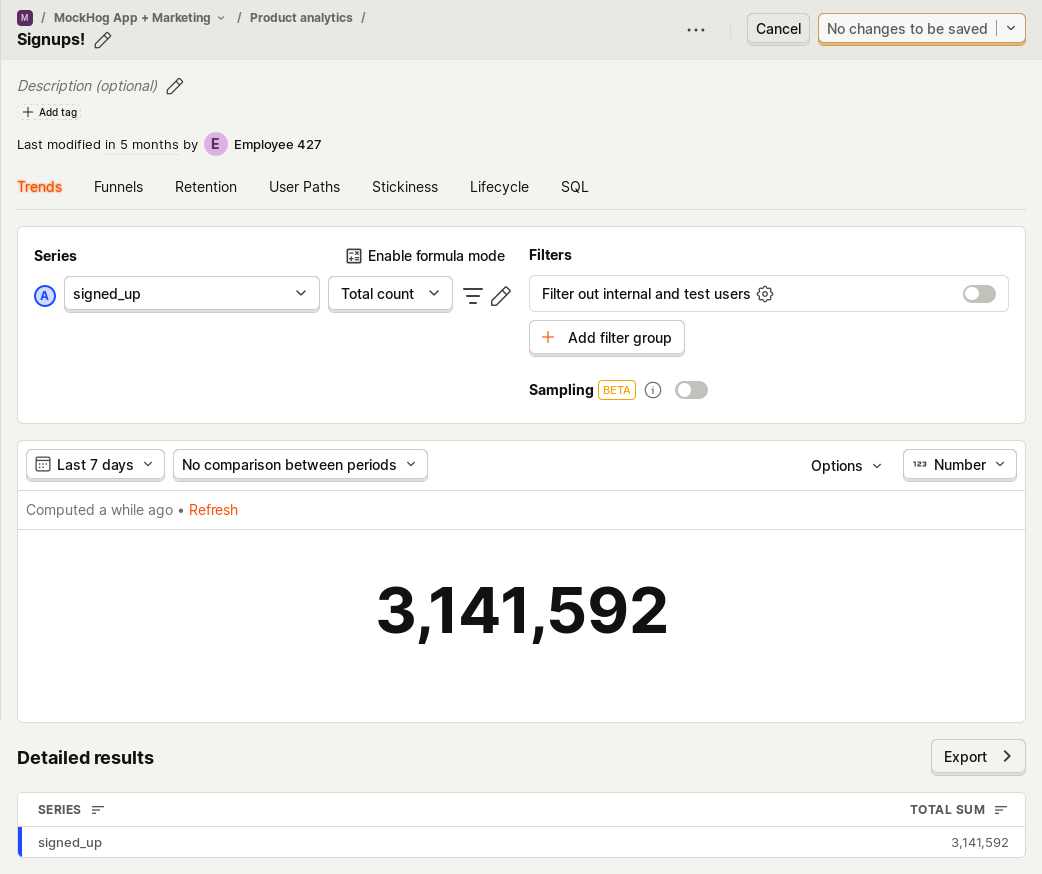 M / MockHog App + Marketing / Product analytics /
Signups!
Cancel
No changes to be saved
Description (optional)
Add tag
Last modified in 5 months by E Employee 427
Trends Funnels Retention User Paths Stickiness Lifecycle SQL
Series
Enable formula mode
A signed_up Total count
Filters
Filter out internal and test users
Add filter group
Sampling BETA
Last 7 days No comparison between periods Options 123 Number
Computed a while ago • Refresh
3,141,592
Detailed results
Export
SERIES TOTAL SUM
signed_up 3,141,592